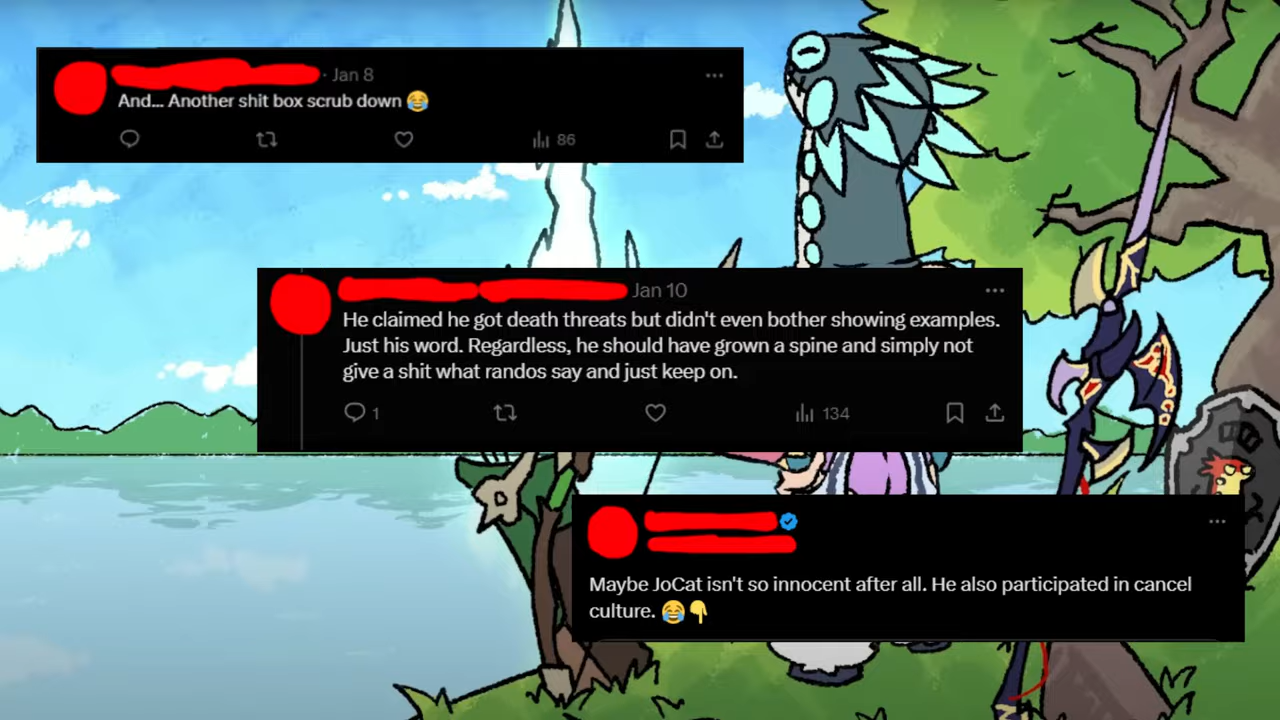 · Jan 8
And... Another shit box scrub down 😂
86
Jan 10
He claimed he got death threats but didn't even bother showing examples.
Just his word. Regardless, he should have grown a spine and simply not
give a shit what randos say and just keep on.
1
134
Maybe JoCat isn't so innocent after all. He also participated in cancel
culture. 😂👇